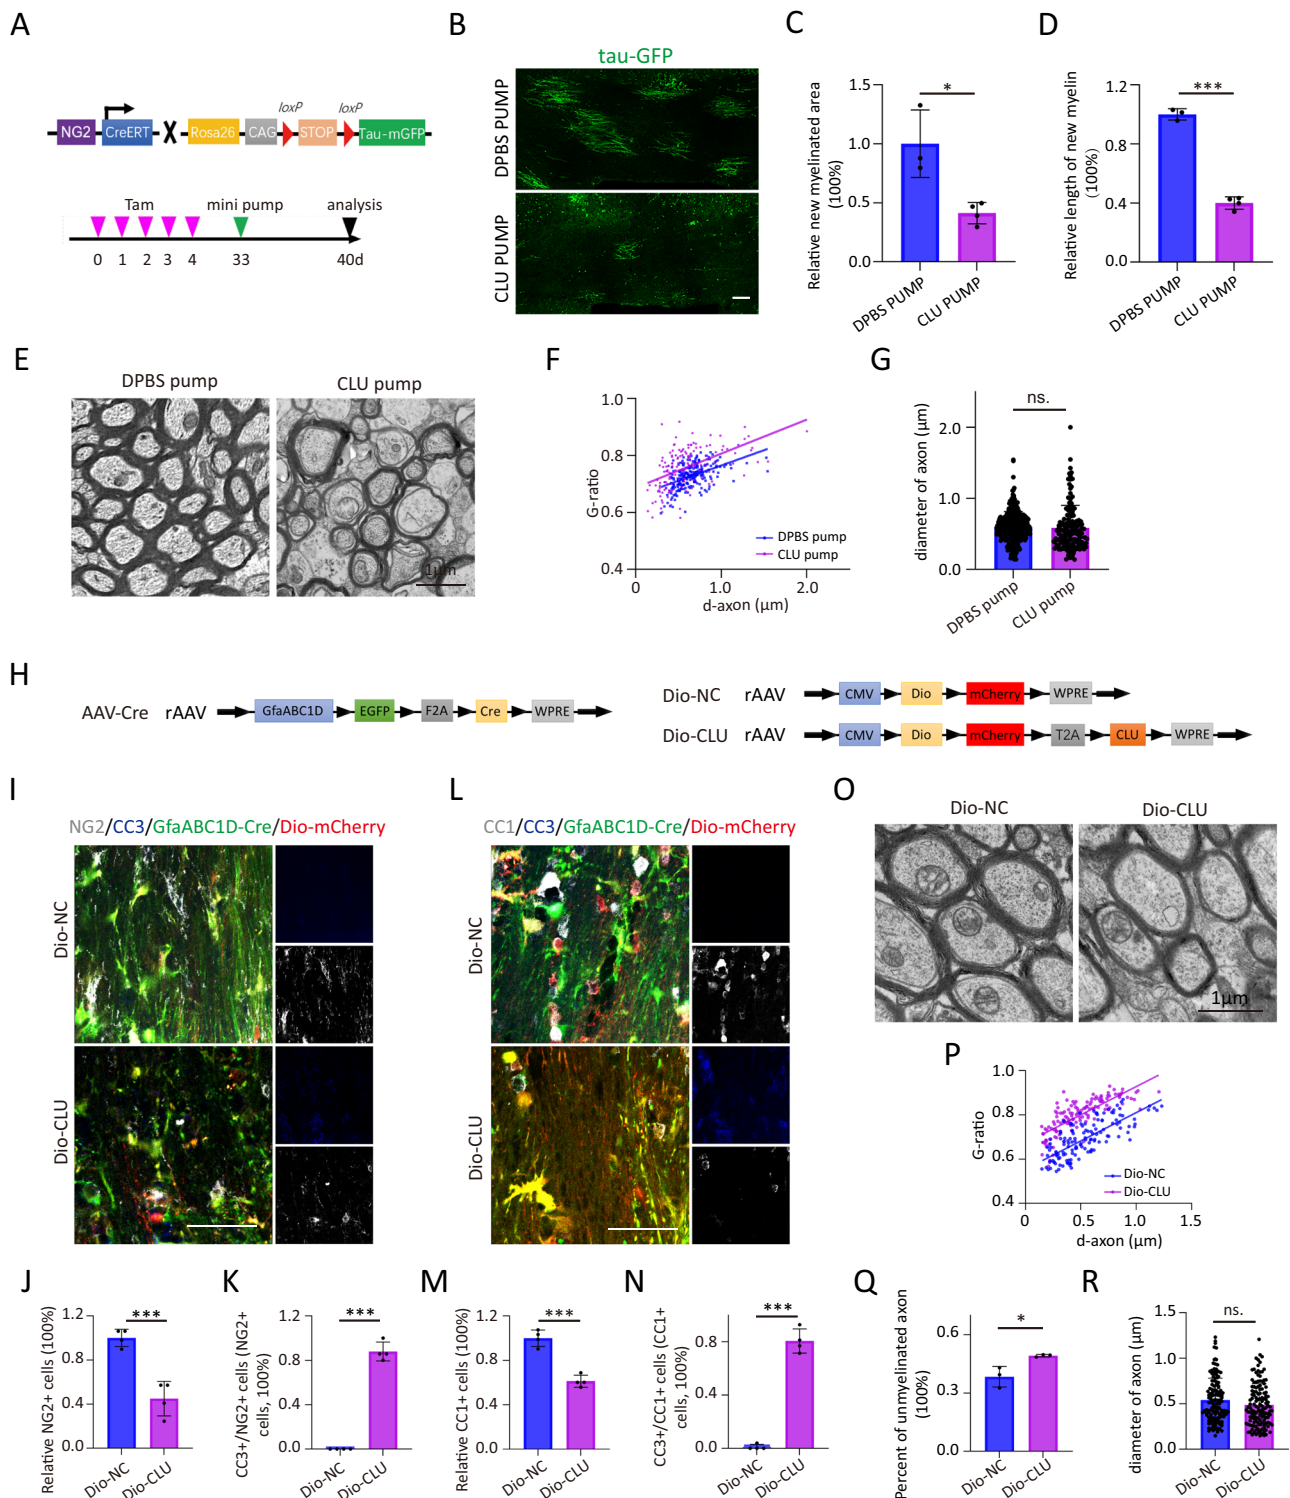 A
NG2
CreERT
X
Rosa26
CAG
loxP
STOP
loxP
Tau-mGFP
Tam
mini pump
analysis
0 1 2 3 4 33 40d
B
tau-GFP
DPBS PUMP
CLU PUMP
C
Relative new myelinated area
(100%)
1.5
1.0
0.5
0.0
*
DPBS PUMP
CLU PUMP
D
Relative length of new myelin
(100%)
1.2
0.8
0.4
0.0
***
DPBS PUMP
CLU PUMP
E
DPBS pump
CLU pump
1μm
F
G-ratio
1.0
0.8
0.6
0.4
0 1.0 2.0
d-axon (μm)
DPBS pump
CLU pump
G
diameter of axon (μm)
2.0
1.0
0.0
ns.
DPBS pump
CLU pump
H
AAV-Cre rAAV GfaABC1D EGFP F2A Cre WPRE
Dio-NC rAAV CMV Dio mCherry WPRE
Dio-CLU rAAV CMV Dio mCherry T2A CLU WPRE
I
NG2/CC3/GfaABC1D-Cre/Dio-mCherry
Dio-NC
Dio-CLU
L
CC1/CC3/GfaABC1D-Cre/Dio-mCherry
Dio-NC
Dio-CLU
O
Dio-NC
Dio-CLU
1μm
P
G-ratio
1.0
0.8
0.6
0.4
0 0.5 1.0 1.5
d-axon (μm)
Dio-NC
Dio-CLU
J
Relative NG2+ cells (100%)
1.2
0.8
0.4
0.0
***
Dio-NC
Dio-CLU
K
CC3+/NG2+ cells (NG2+
cells, 100%)
1.2
0.8
0.4
0.0
***
Dio-NC
Dio-CLU
M
Relative CC1+ cells (100%)
1.2
0.8
0.4
0.0
***
Dio-NC
Dio-CLU
N
CC3+/CC1+ cells (CC1+
cells, 100%)
1.2
0.8
0.4
0.0
***
Dio-NC
Dio-CLU
Q
Percent of unmyelinated axon
(100%)
0.6
0.3
0.0
*
Dio-NC
Dio-CLU
R
diameter of axon (μm)
1.5
1.0
0.5
0.0
ns.
Dio-NC
Dio-CLU